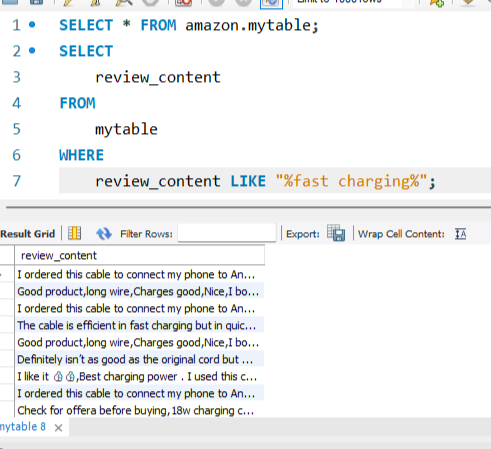 1 SELECT * FROM amazon.mytable;
2 SELECT
3 review_content
4 FROM
5 mytable
6 WHERE
7 review_content LIKE "%fast charging%";
Result Grid Filter Rows: Export: Wrap Cell Content: IA
review_content
I ordered this cable to connect my phone to An...
Good product,long wire,Charges good,Nice,I bo...
I ordered this cable to connect my phone to An...
The cable is efficient in fast charging but in quic...
Good product,long wire,Charges good,Nice,I bo...
Definitely isn't as good as the original cord but ...
I like it 👍👍,Best charging power . I used this c...
I ordered this cable to connect my phone to An...
Check for offera before buying,18w charging c...
mytable 8